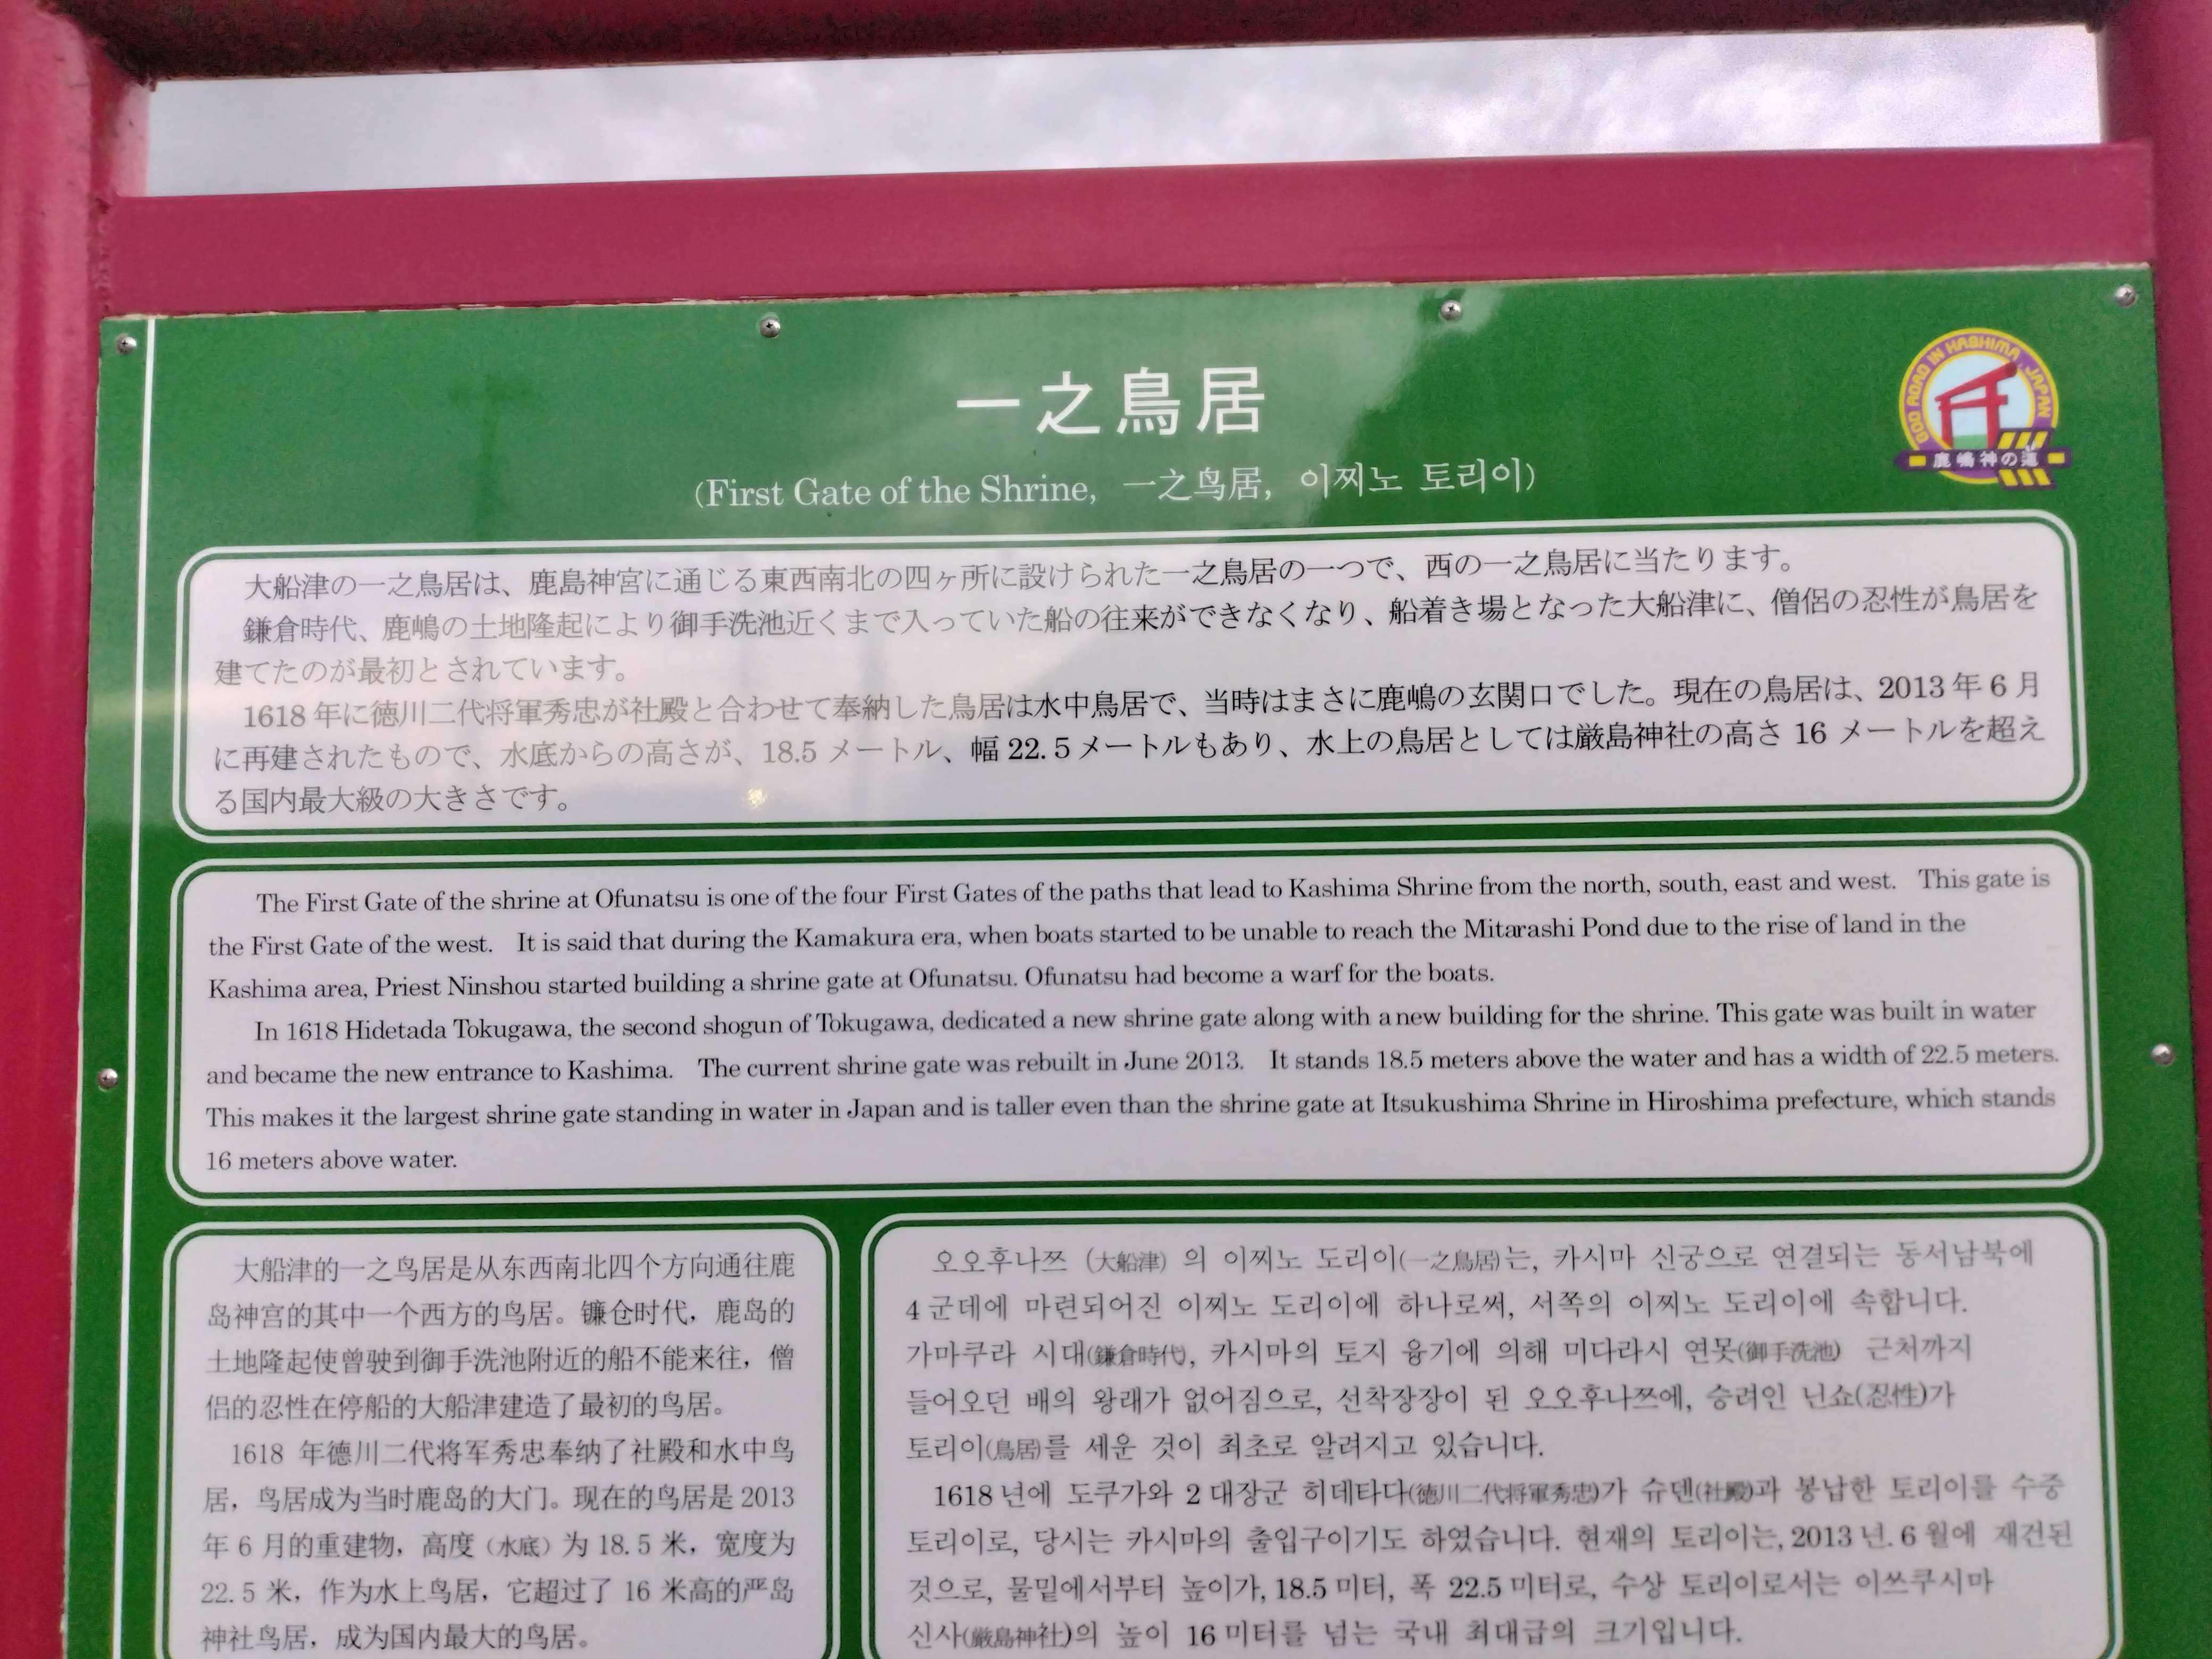 一之鳥居
(First Gate of the Shrine, 一之鸟居, 이찌노 토리이)
BOD ROAD IN KASHIMA JAPAN
鹿嶋神の道
大船津の一之鳥居は、鹿島神宮に通じる東西南北の四ヶ所に設けられた一之鳥居の一つで、西の一之鳥居に当たります。
鎌倉時代、鹿嶋の土地隆起により御手洗池近くまで入っていた船の往来ができなくなり、船着き場となった大船津に、僧侶の忍性が鳥居を
建てたのが最初とされています。
1618 年に徳川二代将軍秀忠が社殿と合わせて奉納した鳥居は水中鳥居で、当時はまさに鹿嶋の玄関口でした。現在の鳥居は、2013 年 6 月
に再建されたもので、水底からの高さが、18.5 メートル、幅 22.5 メートルもあり、水上の鳥居としては厳島神社の高さ 16 メートルを超え
る国内最大級の大きさです。
The First Gate of the shrine at Ofunatsu is one of the four First Gates of the paths that lead to Kashima Shrine from the north, south, east and west. This gate is
the First Gate of the west. It is said that during the Kamakura era, when boats started to be unable to reach the Mitarashi Pond due to the rise of land in the
Kashima area, Priest Ninshou started building a shrine gate at Ofunatsu. Ofunatsu had become a warf for the boats.
In 1618 Hidetada Tokugawa, the second shogun of Tokugawa, dedicated a new shrine gate along with a new building for the shrine. This gate was built in water
and became the new entrance to Kashima. The current shrine gate was rebuilt in June 2013. It stands 18.5 meters above the water and has a width of 22.5 meters.
This makes it the largest shrine gate standing in water in Japan and is taller even than the shrine gate at Itsukushima Shrine in Hiroshima prefecture, which stands
16 meters above water.
大船津的一之鸟居是从东西南北四个方向通往鹿
岛神宫的其中一个西方的鸟居。镰仓时代，鹿岛的
土地隆起使曾驶到御手洗池附近的船不能来往，僧
侣的忍性在停船的大船津建造了最初的鸟居。
1618 年德川二代将军秀忠奉纳了社殿和水中鸟
居，鸟居成为当时鹿岛的大门。现在的鸟居是 2013
年 6 月的重建物，高度（水底）为 18.5 米，宽度为
22.5 米，作为水上鸟居，它超过了 16 米高的严岛
神社鸟居，成为国内最大的鸟居。
오오후나쯔 (大船津) 의 이찌노 도리이(一之鳥居)는, 카시마 신궁으로 연결되는 동서남북에
4 군데에 마련되어진 이찌노 도리이에 하나로써, 서쪽의 이찌노 도리이에 속합니다.
가마쿠라 시대(鎌倉時代), 카시마의 토지 융기에 의해 미다라시 연못(御手洗池) 근처까지
들어오던 배의 왕래가 없어짐으로, 선착장장이 된 오오후나쯔에, 승려인 닌쇼(忍性)가
토리이(鳥居)를 세운 것이 최초로 알려지고 있습니다.
1618 년에 도쿠가와 2 대장군 히데타다(徳川二代将軍秀忠)가 슈덴(社殿)과 봉납한 토리이를 수중
토리이로, 당시는 카시마의 출입구이기도 하였습니다. 현재의 토리이는, 2013 년. 6 월에 재건된
것으로, 물밑에서부터 높이가, 18.5 미터, 폭 22.5 미터로, 수상 토리이로서는 이쓰쿠시마
신사(厳島神社)의 높이 16 미터를 넘는 국내 최대급의 크기입니다.